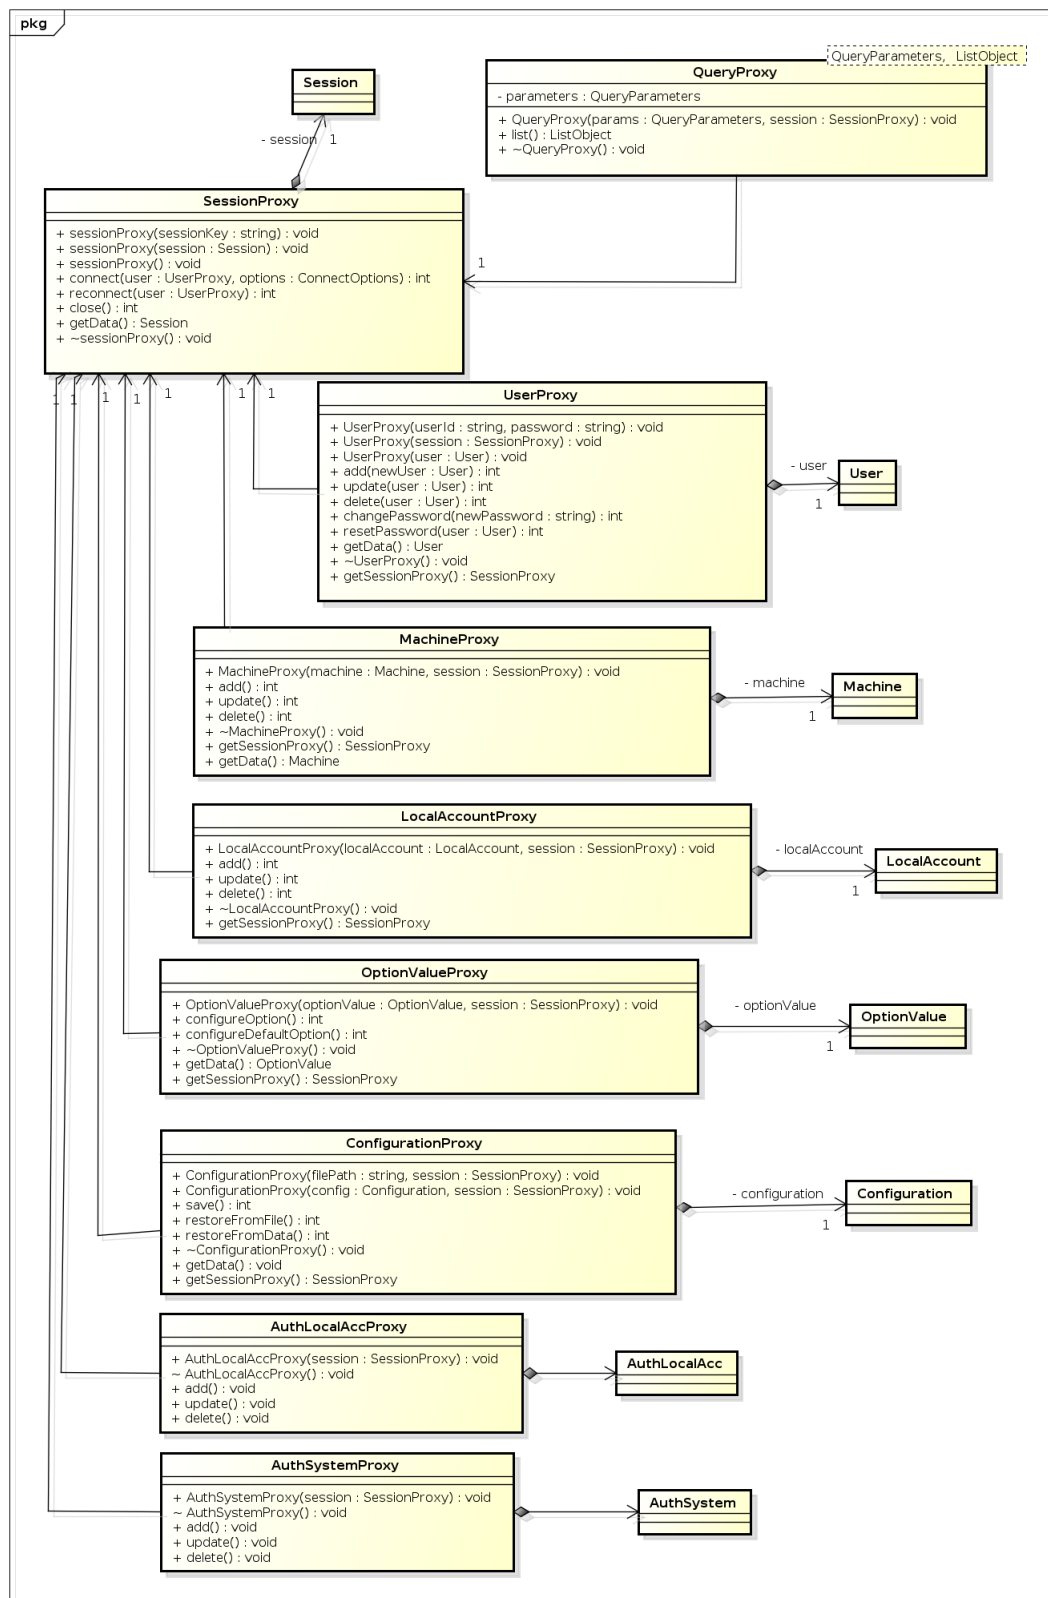 pkg
QueryParameters, ListObject
Session
QueryProxy
- parameters : QueryParameters
+ QueryProxy(params : QueryParameters, session : SessionProxy) : void
+ list() : ListObject
+ ~QueryProxy() : void
- session
1
SessionProxy
+ sessionProxy(sessionKey : string) : void
+ sessionProxy(session : Session) : void
+ sessionProxy() : void
+ connect(user : UserProxy, options : ConnectOptions) : int
+ reconnect(user : UserProxy) : int
+ close() : int
+ getData() : Session
+ ~sessionProxy() : void
1
1
1
1
1
1
1
1
UserProxy
+ UserProxy(userId : string, password : string) : void
+ UserProxy(session : SessionProxy) : void
+ UserProxy(user : User) : void
+ add(newUser : User) : int
+ update(user : User) : int
+ delete(user : User) : int
+ changePassword(newPassword : string) : int
+ resetPassword(user : User) : int
+ getData() : User
+ ~UserProxy() : void
+ getSessionProxy() : SessionProxy
- user
1
User
MachineProxy
+ MachineProxy(machine : Machine, session : SessionProxy) : void
+ add() : int
+ update() : int
+ delete() : int
+ ~MachineProxy() : void
+ getSessionProxy() : SessionProxy
+ getData() : Machine
- machine
1
Machine
LocalAccountProxy
+ LocalAccountProxy(localAccount : LocalAccount, session : SessionProxy) : void
+ add() : int
+ update() : int
+ delete() : int
+ ~LocalAccountProxy() : void
+ getSessionProxy() : SessionProxy
- localAccount
1
LocalAccount
OptionValueProxy
+ OptionValueProxy(optionValue : OptionValue, session : SessionProxy) : void
+ configureOption() : int
+ configureDefaultOption() : int
+ ~OptionValueProxy() : void
+ getData() : OptionValue
+ getSessionProxy() : SessionProxy
- optionValue
1
OptionValue
ConfigurationProxy
+ ConfigurationProxy(filePath : string, session : SessionProxy) : void
+ ConfigurationProxy(config : Configuration, session : SessionProxy) : void
+ save() : int
+ restoreFromFile() : int
+ restoreFromData() : int
+ ~ConfigurationProxy() : void
+ getData() : void
+ getSessionProxy() : SessionProxy
- configuration
1
Configuration
AuthLocalAccProxy
+ AuthLocalAccProxy(session : SessionProxy) : void
~ AuthLocalAccProxy() : void
+ add() : void
+ update() : void
+ delete() : void
AuthLocalAcc
AuthSystemProxy
+ AuthSystemProxy(session : SessionProxy) : void
~ AuthSystemProxy() : void
+ add() : void
+ update() : void
+ delete() : void
AuthSystem